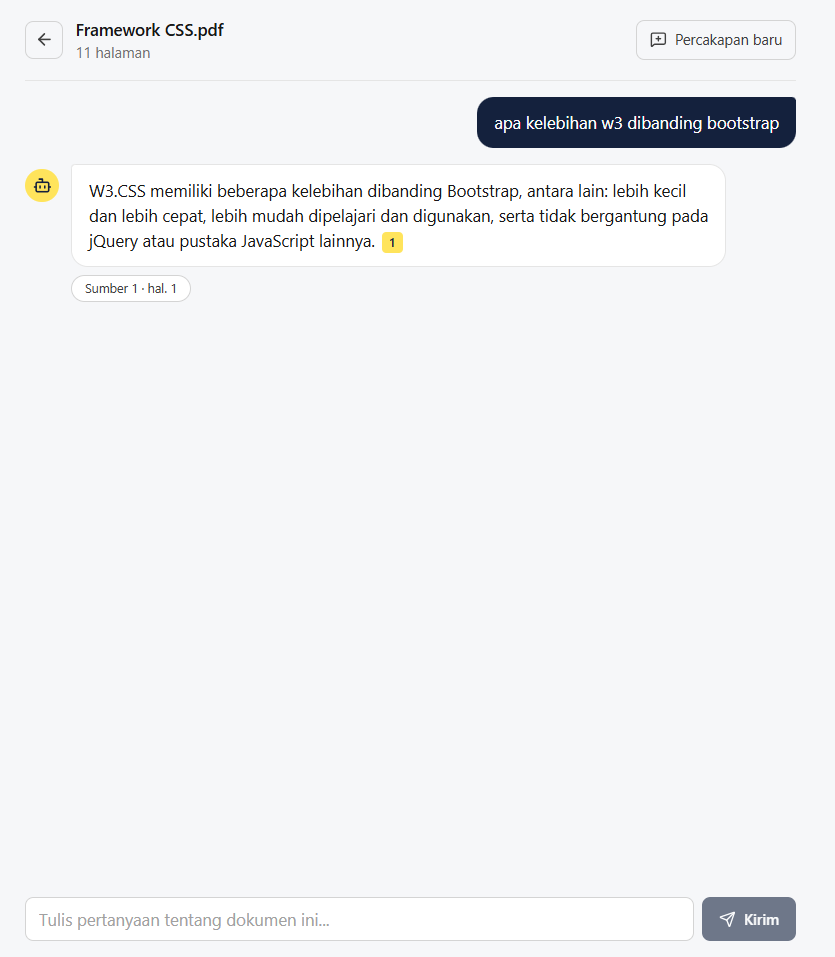 Framework CSS.pdf
11 halaman
Percakapan baru
apa kelebihan w3 dibanding bootstrap
W3.CSS memiliki beberapa kelebihan dibanding Bootstrap, antara lain: lebih kecil
dan lebih cepat, lebih mudah dipelajari dan digunakan, serta tidak bergantung pada
jQuery atau pustaka JavaScript lainnya. 1
Sumber 1 · hal. 1
Tulis pertanyaan tentang dokumen ini...
Kirim